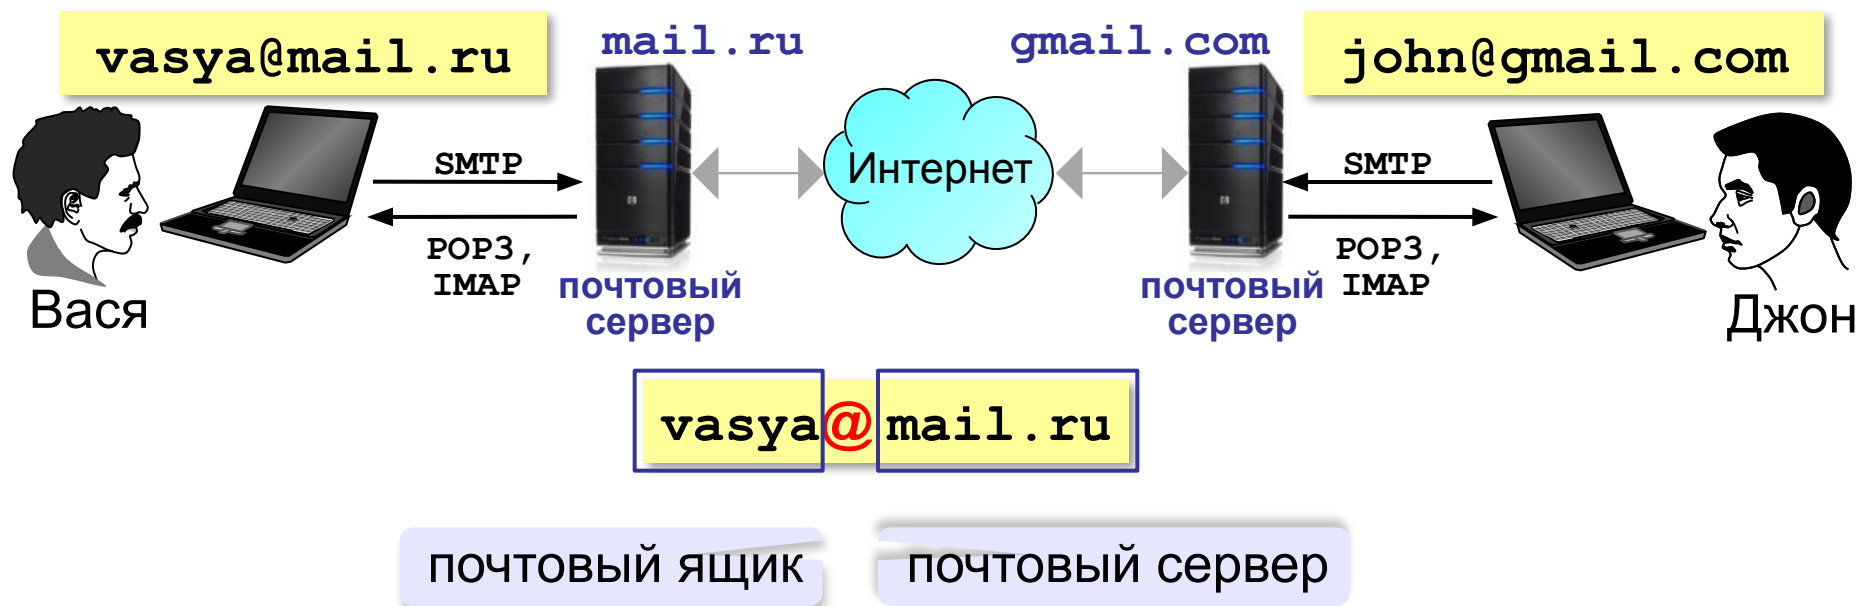 vasya@mail.ru
mail.ru
gmail.com
john@gmail.com
SMTP
POP3,
IMAP
Вася
почтовый
сервер
Интернет
почтовый
сервер
SMTP
POP3,
IMAP
Джон
vasya@mail.ru
почтовый ящик
почтовый сервер